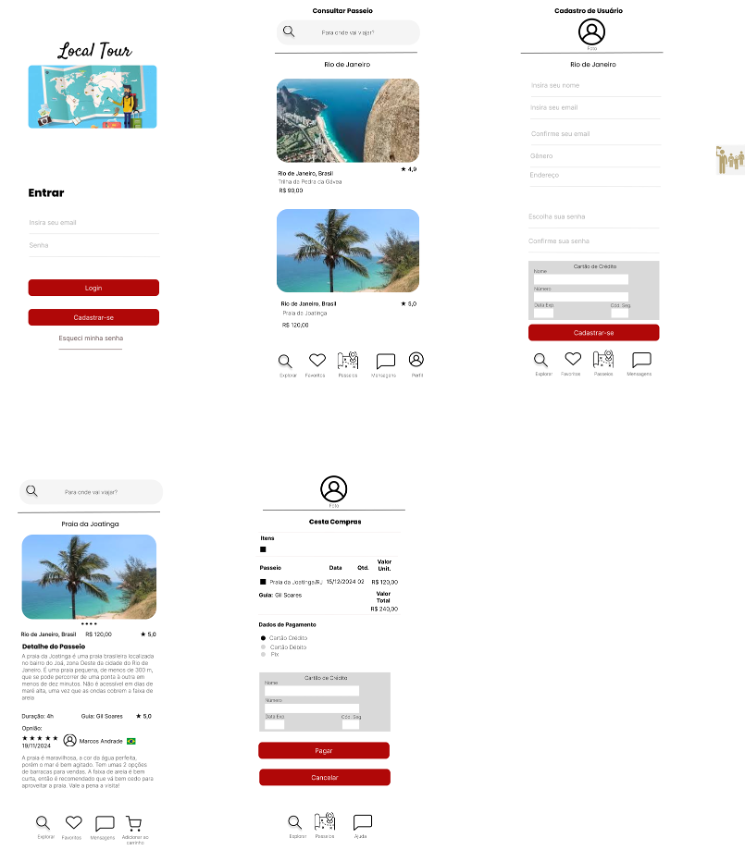 Local Tour
Entrar
Insira seu email
Senha
Login
Cadastrar-se
Esqueci minha senha
Consultar Passeio
Para onde vai viajar?
Rio de Janeiro
Rio de Janeiro, Brasil
★ 4,9
Trilha da Pedra da Gávea
R$ 99,00
Rio de Janeiro, Brasil
★ 5,0
Praia da Joatinga
R$ 120,00
Explorar Favoritos Passeios Mensagens Perfil
Cadastro de Usuário
Foto
Rio de Janeiro
Insira seu nome
Insira seu email
Confirme seu email
Gênero
Endereço
Escolha sua senha
Confirme sua senha
Cartão de Crédito
Nome
Número
Data Exp. Cód. Seg
Cadastrar-se
Explorar Favoritos Passeios Mensagens
Para onde vai viajar?
Praia da Joatinga
Rio de Janeiro, Brasil R$ 120,00 ★ 5,0
Detalhe do Passeio
A praia da Joatinga é uma praia brasileira localizada
no bairro do Joá, zona Oeste da cidade do Rio de
Janeiro. É uma praia pequena, de menos de 300 m,
que se pode percorrer de uma ponta à outra em
menos de dez minutos. Não é acessível em dias de
maré alta, uma vez que as ondas cobrem a faixa de
areia
Duração: 4h Guia: Gil Soares ★ 5,0
Opnião:
★ ★ ★ ★ ★ Marcos Andrade
19/11/2024
A praia é maravilhosa, a cor da água perfeita,
porém o mar é bem agitado. Tem umas 2 opções
de barracas para vendas. A faixa de areia é bem
curta, então é recomendado que vá bem cedo para
aproveitar a praia. Vale a pena a visita!
Explorar Favoritos Mensagens Adicionar ao
carrinho
Foto
Cesta Compras
Itens
Passeio Data Qtd. Valor
Unit.
Praia da Joatinga 15/12/2024 02 R$ 120,00
Guia: Gil Soares Valor
Total
R$ 240,00
Dados de Pagamento
Cartão Crédito
Cartão Débito
Pix
Cartão de Crédito
Nome
Número
Data Exp. Cód. Seg
Pagar
Cancelar
Explorar Passeios Ajuda